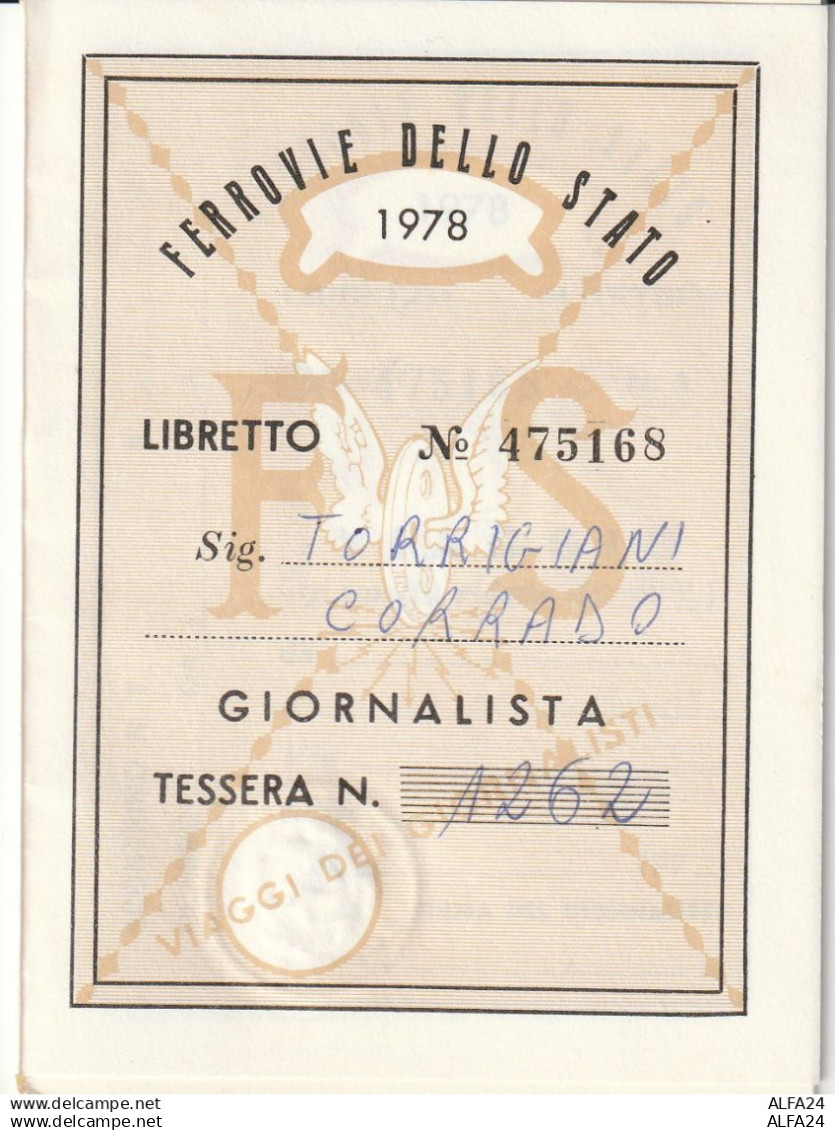 FERROVIE DELLO STATO
1978
F S
LIBRETTO № 475168
Sig. TORRIGIANI
CORRADO
GIORNALISTA
TESSERA N. 1262
VIAGGI DEI GIORNALISTI
www.delcampe.net ALFA24
www.delcampe.net ALFA24